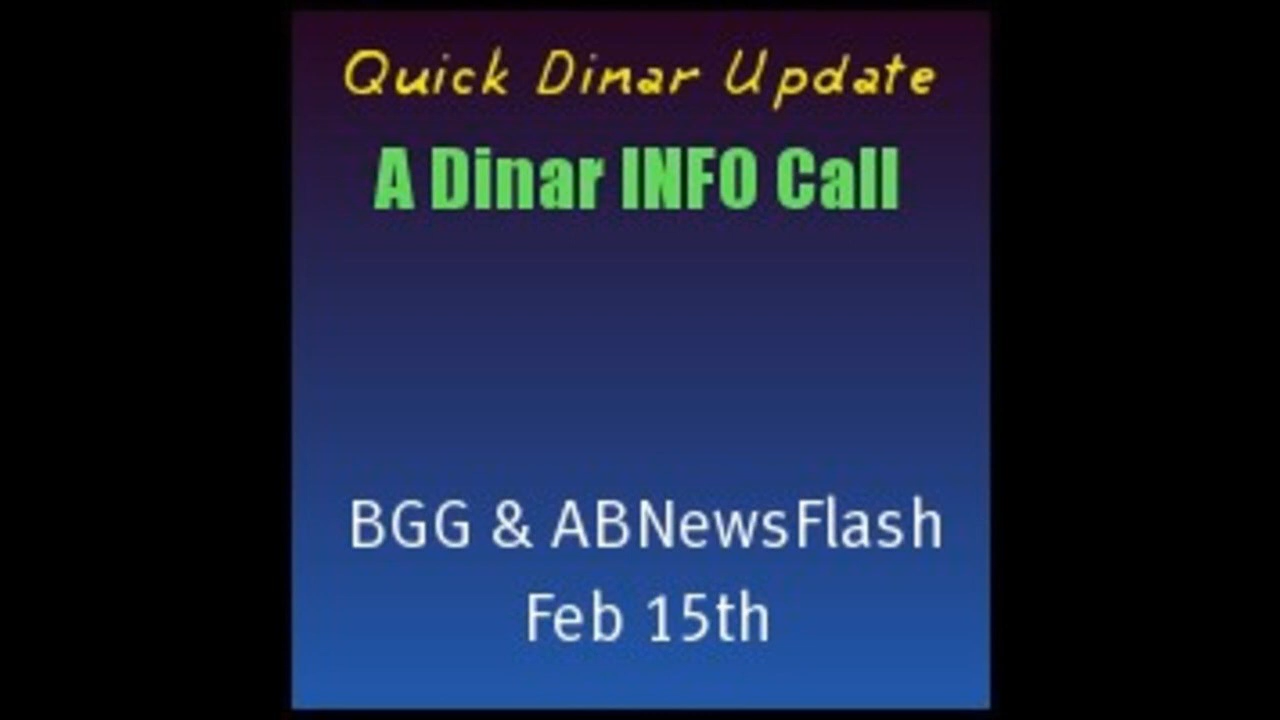 Quick Dinar Update
A Dinar INFO Call
BGG & ABNewsFlash
Feb 15th